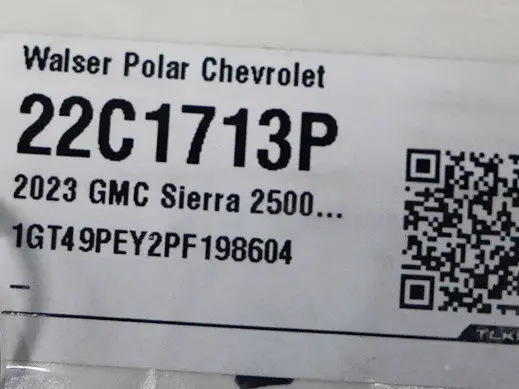 Walser Polar Chevrolet
22C1713P
2023 GMC Sierra 2500...
1GT49PEY2PF198604
–